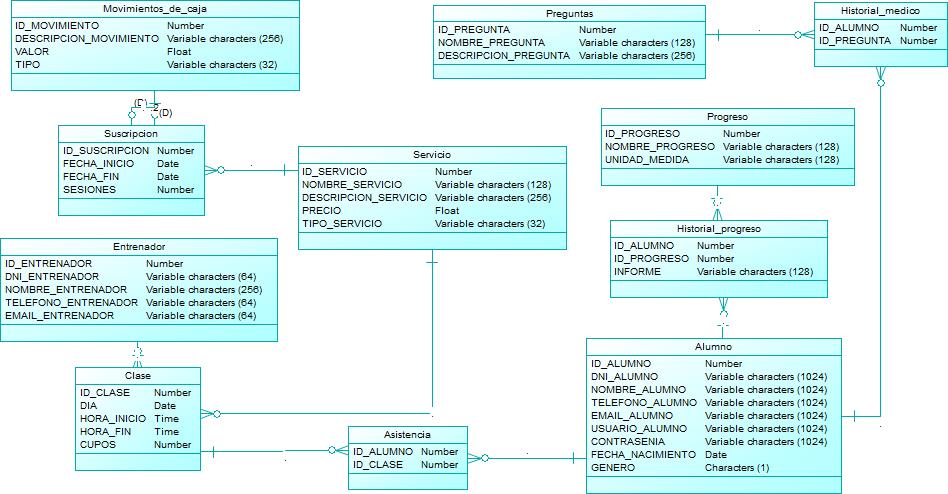 Movimientos_de_caja
ID_MOVIMIENTO Number
DESCRIPCION_MOVIMIENTO Variable characters (256)
VALOR Float
TIPO Variable characters (32)
Preguntas
ID_PREGUNTA Number
NOMBRE_PREGUNTA Variable characters (128)
DESCRIPCION_PREGUNTA Variable characters (256)
Historial_medico
ID_ALUMNO Number
ID_PREGUNTA Number
(D)
(D)
Suscripcion
ID_SUSCRIPCION Number
FECHA_INICIO Date
FECHA_FIN Date
SESIONES Number
Servicio
ID_SERVICIO Number
NOMBRE_SERVICIO Variable characters (128)
DESCRIPCION_SERVICIO Variable characters (256)
PRECIO Float
TIPO_SERVICIO Variable characters (32)
Progreso
ID_PROGRESO Number
NOMBRE_PROGRESO Variable characters (128)
UNIDAD_MEDIDA Variable characters (128)
Historial_progreso
ID_ALUMNO Number
ID_PROGRESO Number
INFORME Variable characters (128)
Entrenador
ID_ENTRENADOR Number
DNI_ENTRENADOR Variable characters (64)
NOMBRE_ENTRENADOR Variable characters (256)
TELEFONO_ENTRENADOR Variable characters (64)
EMAIL_ENTRENADOR Variable characters (64)
Clase
ID_CLASE Number
DIA Date
HORA_INICIO Time
HORA_FIN Time
CUPOS Number
Asistencia
ID_ALUMNO Number
ID_CLASE Number
Alumno
ID_ALUMNO Number
DNI_ALUMNO Variable characters (1024)
NOMBRE_ALUMNO Variable characters (1024)
TELEFONO_ALUMNO Variable characters (1024)
EMAIL_ALUMNO Variable characters (1024)
USUARIO_ALUMNO Variable characters (1024)
CONTRASENIA Variable characters (1024)
FECHA_NACIMIENTO Date
GENERO Characters (1)